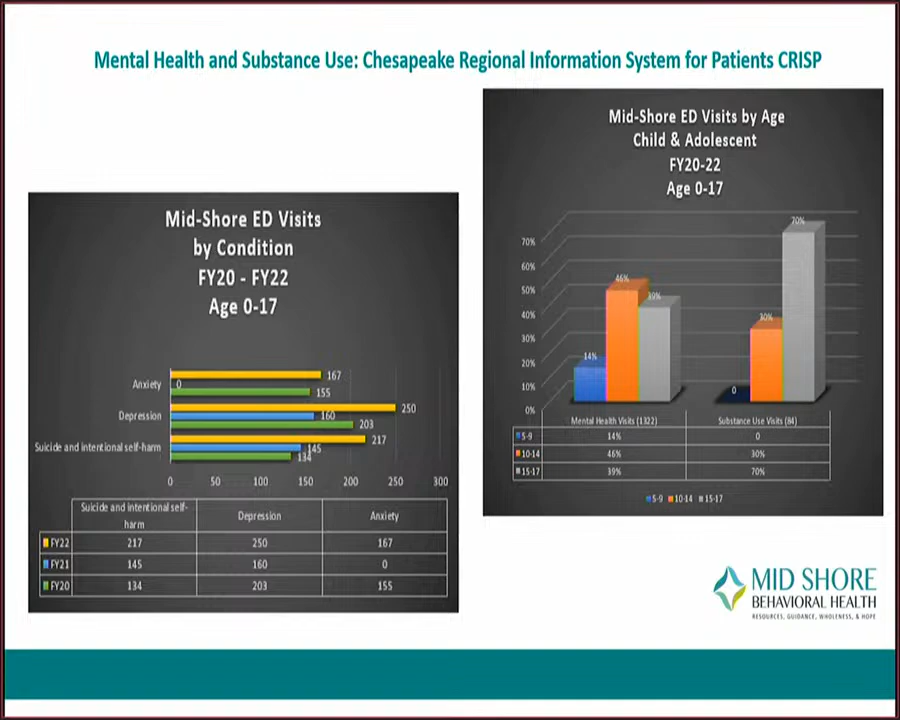 Mental Health and Substance Use: Chesapeake Regional Information System for Patients CRISP
Mid-Shore ED Visits
by Condition
FY20 - FY22
Age 0-17
Anxiety
167
0
155
Depression
250
160
203
Suicide and intentional self-harm
217
145
134
0 50 100 150 200 250 300
Suicide and intentional self-
harm
Depression
Anxiety
FY22 217 250 167
FY21 145 160 0
FY20 134 203 155
Mid-Shore ED Visits by Age
Child & Adolescent
FY20-22
Age 0-17
70%
60%
50%
40%
30%
20%
10%
0%
14%
46%
39%
0
30%
70%
Mental Health Visits (1322) Substance Use Visits (84)
5-9 14% 0
10-14 46% 30%
15-17 39% 70%
5-9 10-14 15-17
MID SHORE
BEHAVIORAL HEALTH
RESOURCES, GUIDANCE, WHOLENESS, & HOPE